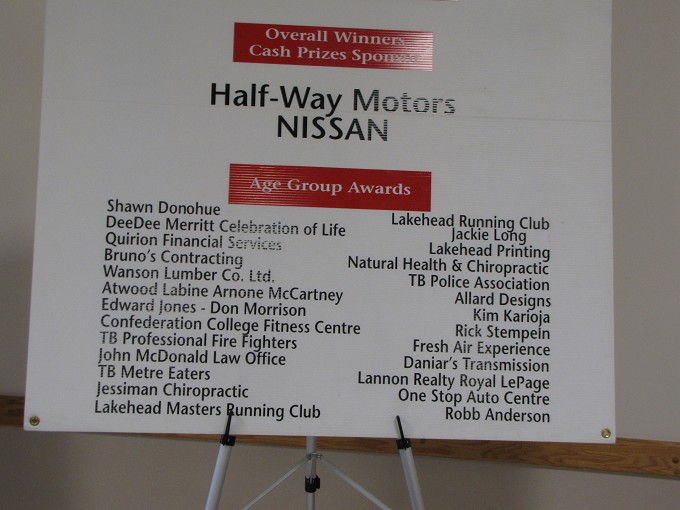 Overall Winners
Cash Prizes Sponsor
Half-Way Motors
NISSAN
Age Group Awards
Shawn Donohue
DeeDee Merritt Celebration of Life
Quirion Financial Services
Bruno's Contracting
Wanson Lumber Co. Ltd.
Atwood Labine Arnone McCartney
Edward Jones - Don Morrison
Confederation College Fitness Centre
TB Professional Fire Fighters
John McDonald Law Office
TB Metre Eaters
Jessiman Chiropractic
Lakehead Masters Running Club
Lakehead Running Club
Jackie Long
Lakehead Printing
Natural Health & Chiropractic
TB Police Association
Allard Designs
Kim Karioja
Rick Stempein
Fresh Air Experience
Daniar's Transmission
Lannon Realty Royal LePage
One Stop Auto Centre
Robb Anderson